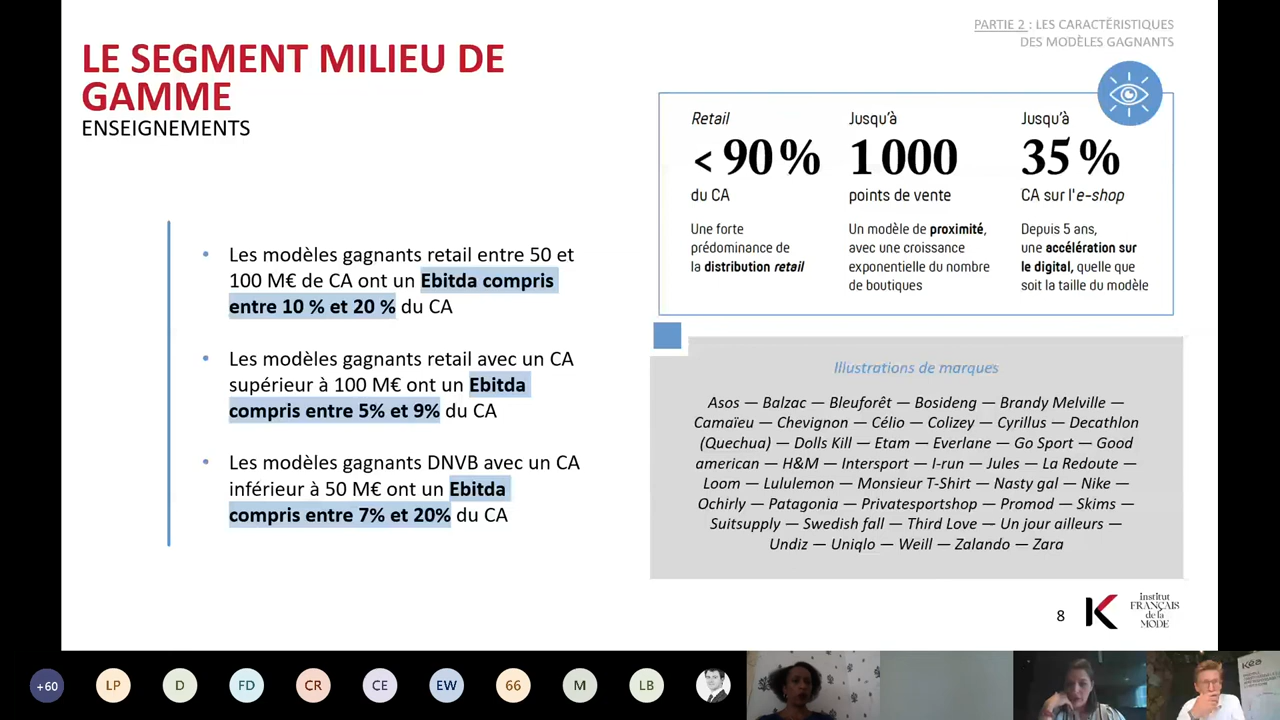 PARTIE 2 : LES CARACTÉRISTIQUES
DES MODÈLES GAGNANTS
LE SEGMENT MILIEU DE
GAMME
ENSEIGNEMENTS
• Les modèles gagnants retail entre 50 et
100 M€ de CA ont un Ebitda compris
entre 10 % et 20 % du CA
• Les modèles gagnants retail avec un CA
supérieur à 100 M€ ont un Ebitda
compris entre 5% et 9% du CA
• Les modèles gagnants DNVB avec un CA
inférieur à 50 M€ ont un Ebitda
compris entre 7% et 20% du CA
Retail
< 90 %
du CA
Une forte
prédominance de
la distribution retail
Jusqu'à
1 000
points de vente
Un modèle de proximité,
avec une croissance
exponentielle du nombre
de boutiques
Jusqu'à
35 %
CA sur l'e-shop
Depuis 5 ans,
une accélération sur
le digital, quelle que
soit la taille du modèle
Illustrations de marques
Asos — Balzac — Bleuforêt — Bosideng — Brandy Melville —
Camaïeu — Chevignon — Célio — Colizey — Cyrillus — Decathlon
(Quechua) — Dolls Kill — Etam — Everlane — Go Sport — Good
american — H&M — Intersport — I-run — Jules — La Redoute —
Loom — Lululemon — Monsieur T-Shirt — Nasty gal — Nike —
Ochirly — Patagonia — Privatesportshop — Promod — Skims —
Suitsupply — Swedish fall — Third Love — Un jour ailleurs —
Undiz — Uniqlo — Weill — Zalando — Zara
8
K
institut
FRANÇAIS
de la
MODE
+60
LP
D
FD
CR
CE
EW
66
M
LB
Kéa